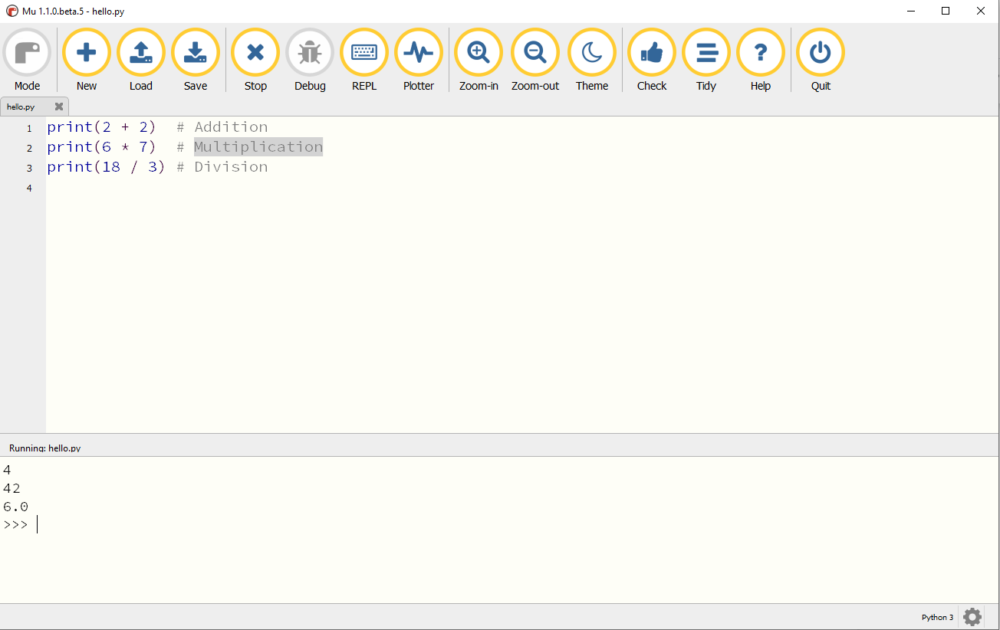 Mu 1.1.0.beta.5 - hello.py
Mode New Load Save Stop Debug REPL Plotter Zoom-in Zoom-out Theme Check Tidy Help Quit
hello.py
1 print(2 + 2)  # Addition
2 print(6 * 7)  # Multiplication
3 print(18 / 3) # Division
4
Running: hello.py
4
42
6.0
>>>
Python 3